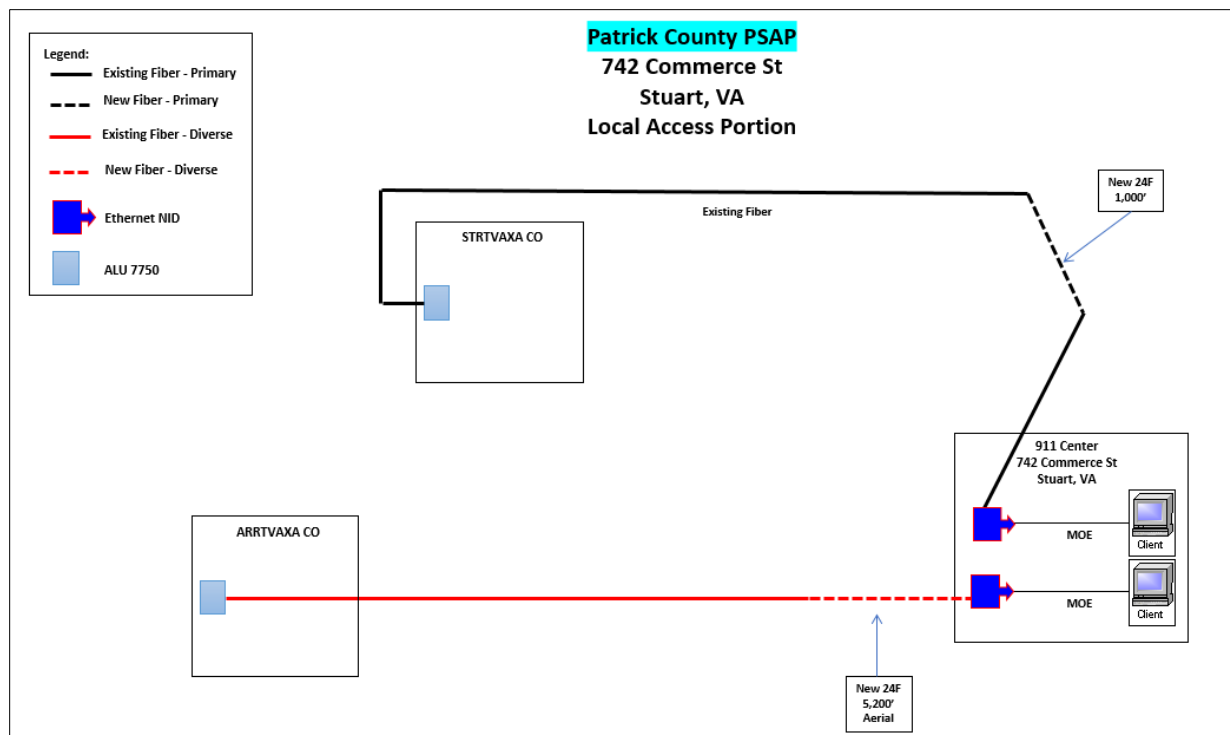 Patrick County PSAP
742 Commerce St
Stuart, VA
Local Access Portion
Legend:
Existing Fiber - Primary
New Fiber - Primary
Existing Fiber - Diverse
New Fiber - Diverse
Ethernet NID
ALU 7750
New 24F
1,000'
Existing Fiber
STRTVAXA CO
911 Center
742 Commerce St
Stuart, VA
MOE
Client
MOE
Client
ARRTVAXA CO
New 24F
5,200'
Aerial